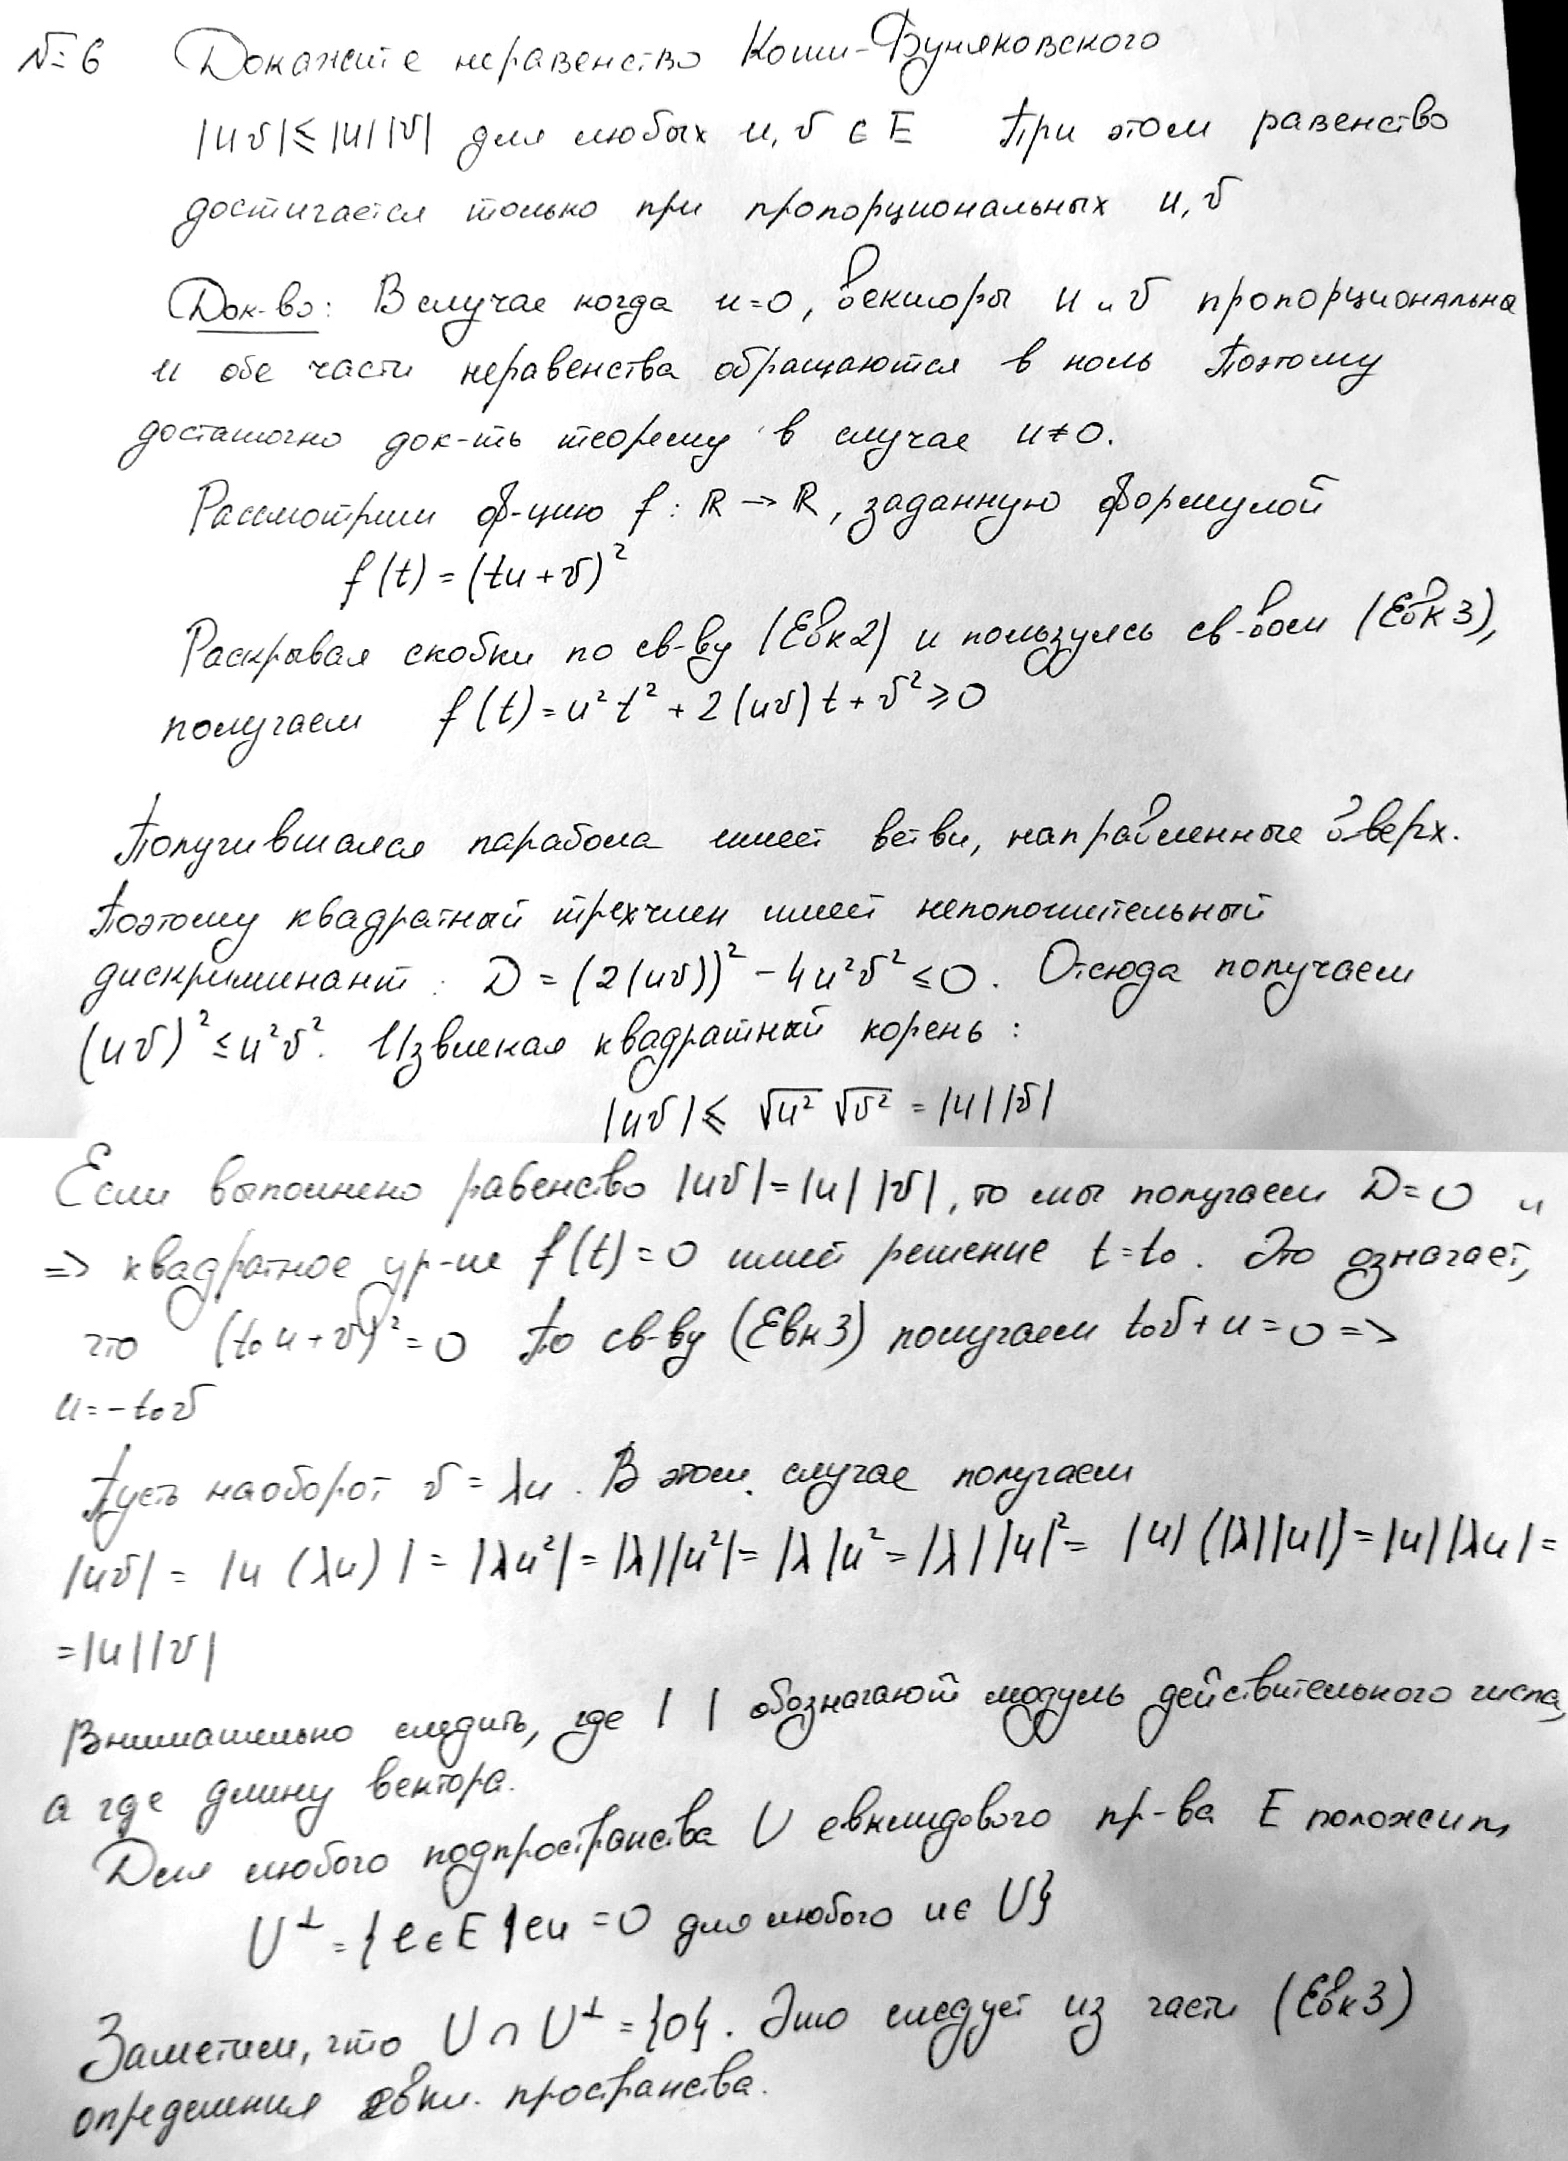 № 6 Докажите неравенство Коши-Буняковского
|uv|≤|u||v| для любых u, v ∈ E При этом равенство
достигается только при пропорциональных u, v
Док-во: В случае когда u=0, векторы u и v пропорциональна
и обе части неравенства обращаются в ноль Поэтому
достаточно док-ть теорему в случае u≠0.
Рассмотрим ф-цию f : ℝ → ℝ, заданную формулой
f(t) = (tu+v)²
Раскрывая скобки по св-ву (Евк2) и пользуясь св-вом (Евк3),
получаем f(t) = u²t² + 2(uv)t + v² ≥ 0
Получившаяся парабола имеет ветви, направленные вверх.
Поэтому квадратный трехчлен имеет неположительный
дискриминант : D = (2(uv))² - 4u²v² ≤ 0. Отсюда получаем
(uv)² ≤ u²v². Извлекая квадратный корень :
|uv| ≤ √u² √v² = |u||v|
Если выполнено равенство |uv|=|u||v|, то мы получаем D=0 и
=> квадратное ур-ие f(t)=0 имеет решение t=t₀. Это означает,
что (t₀u+v)²=0 По св-ву (Евк3) получаем t₀v+u=0 =>
u=-t₀v
Пусть наоборот v = λu. В этом случае получаем
|uv| = |u(λu)| = |λu²| = |λ||u²| = |λ|u² = |λ||u|² = |u|(|λ||u|) = |u||λu| =
=|u||v|
Внимательно следить, где | | обозначают модуль действительного числа,
а где длину вектора.
Для любого подпространства U евклидового пр-ва E положим,
U⊥ = {e∈E | eu = 0 для любого u∈ U}
Заметим, что U ∩ U⊥ = {0}. Это следует из части (Евк3)
определения евкл. пространства.